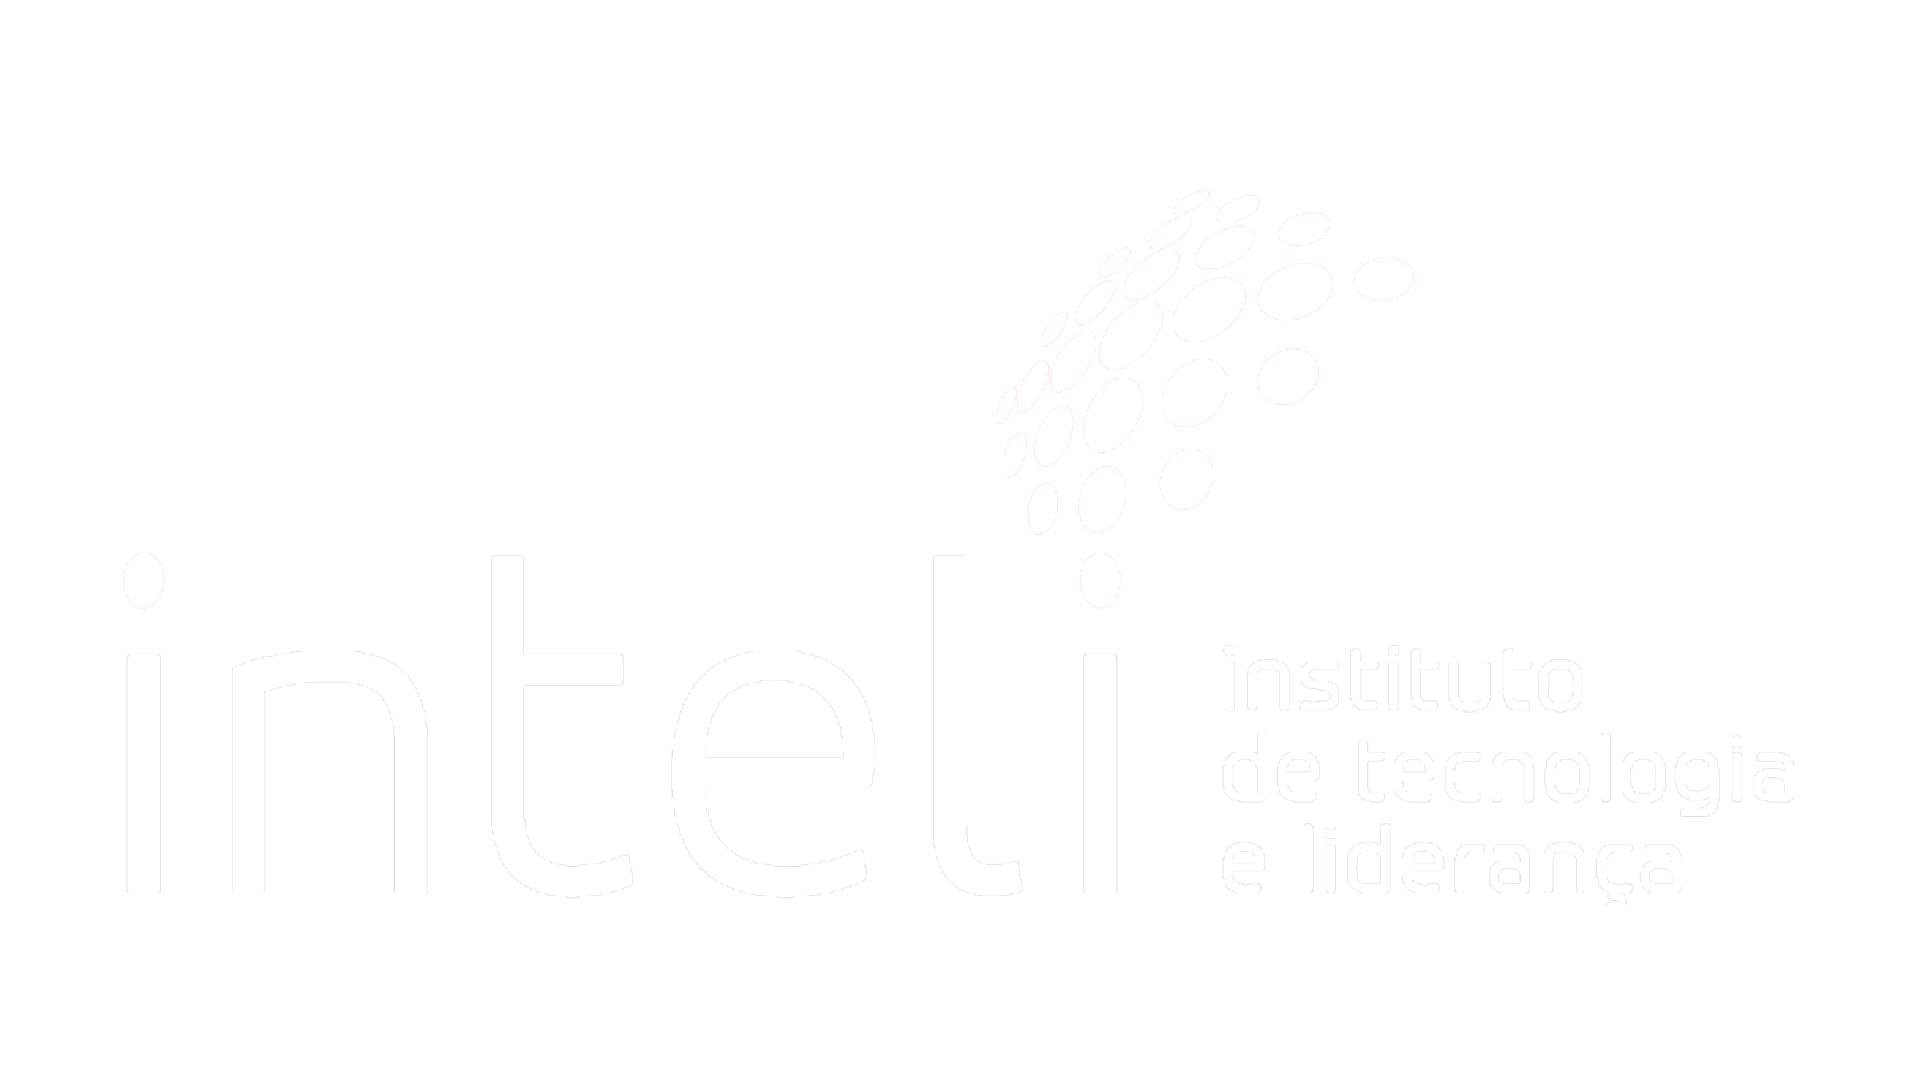 inteli
instituto
de tecnologia
e liderança